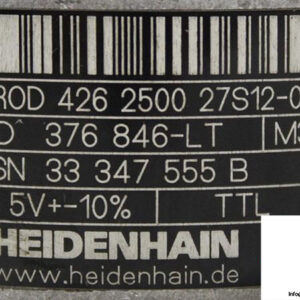 ROD 426 2500 27S12-0
ID 376 846-LT M
SN 33 347 555 B
5V+-10% TTL
HEIDENHAIN
www.heidenhain.de